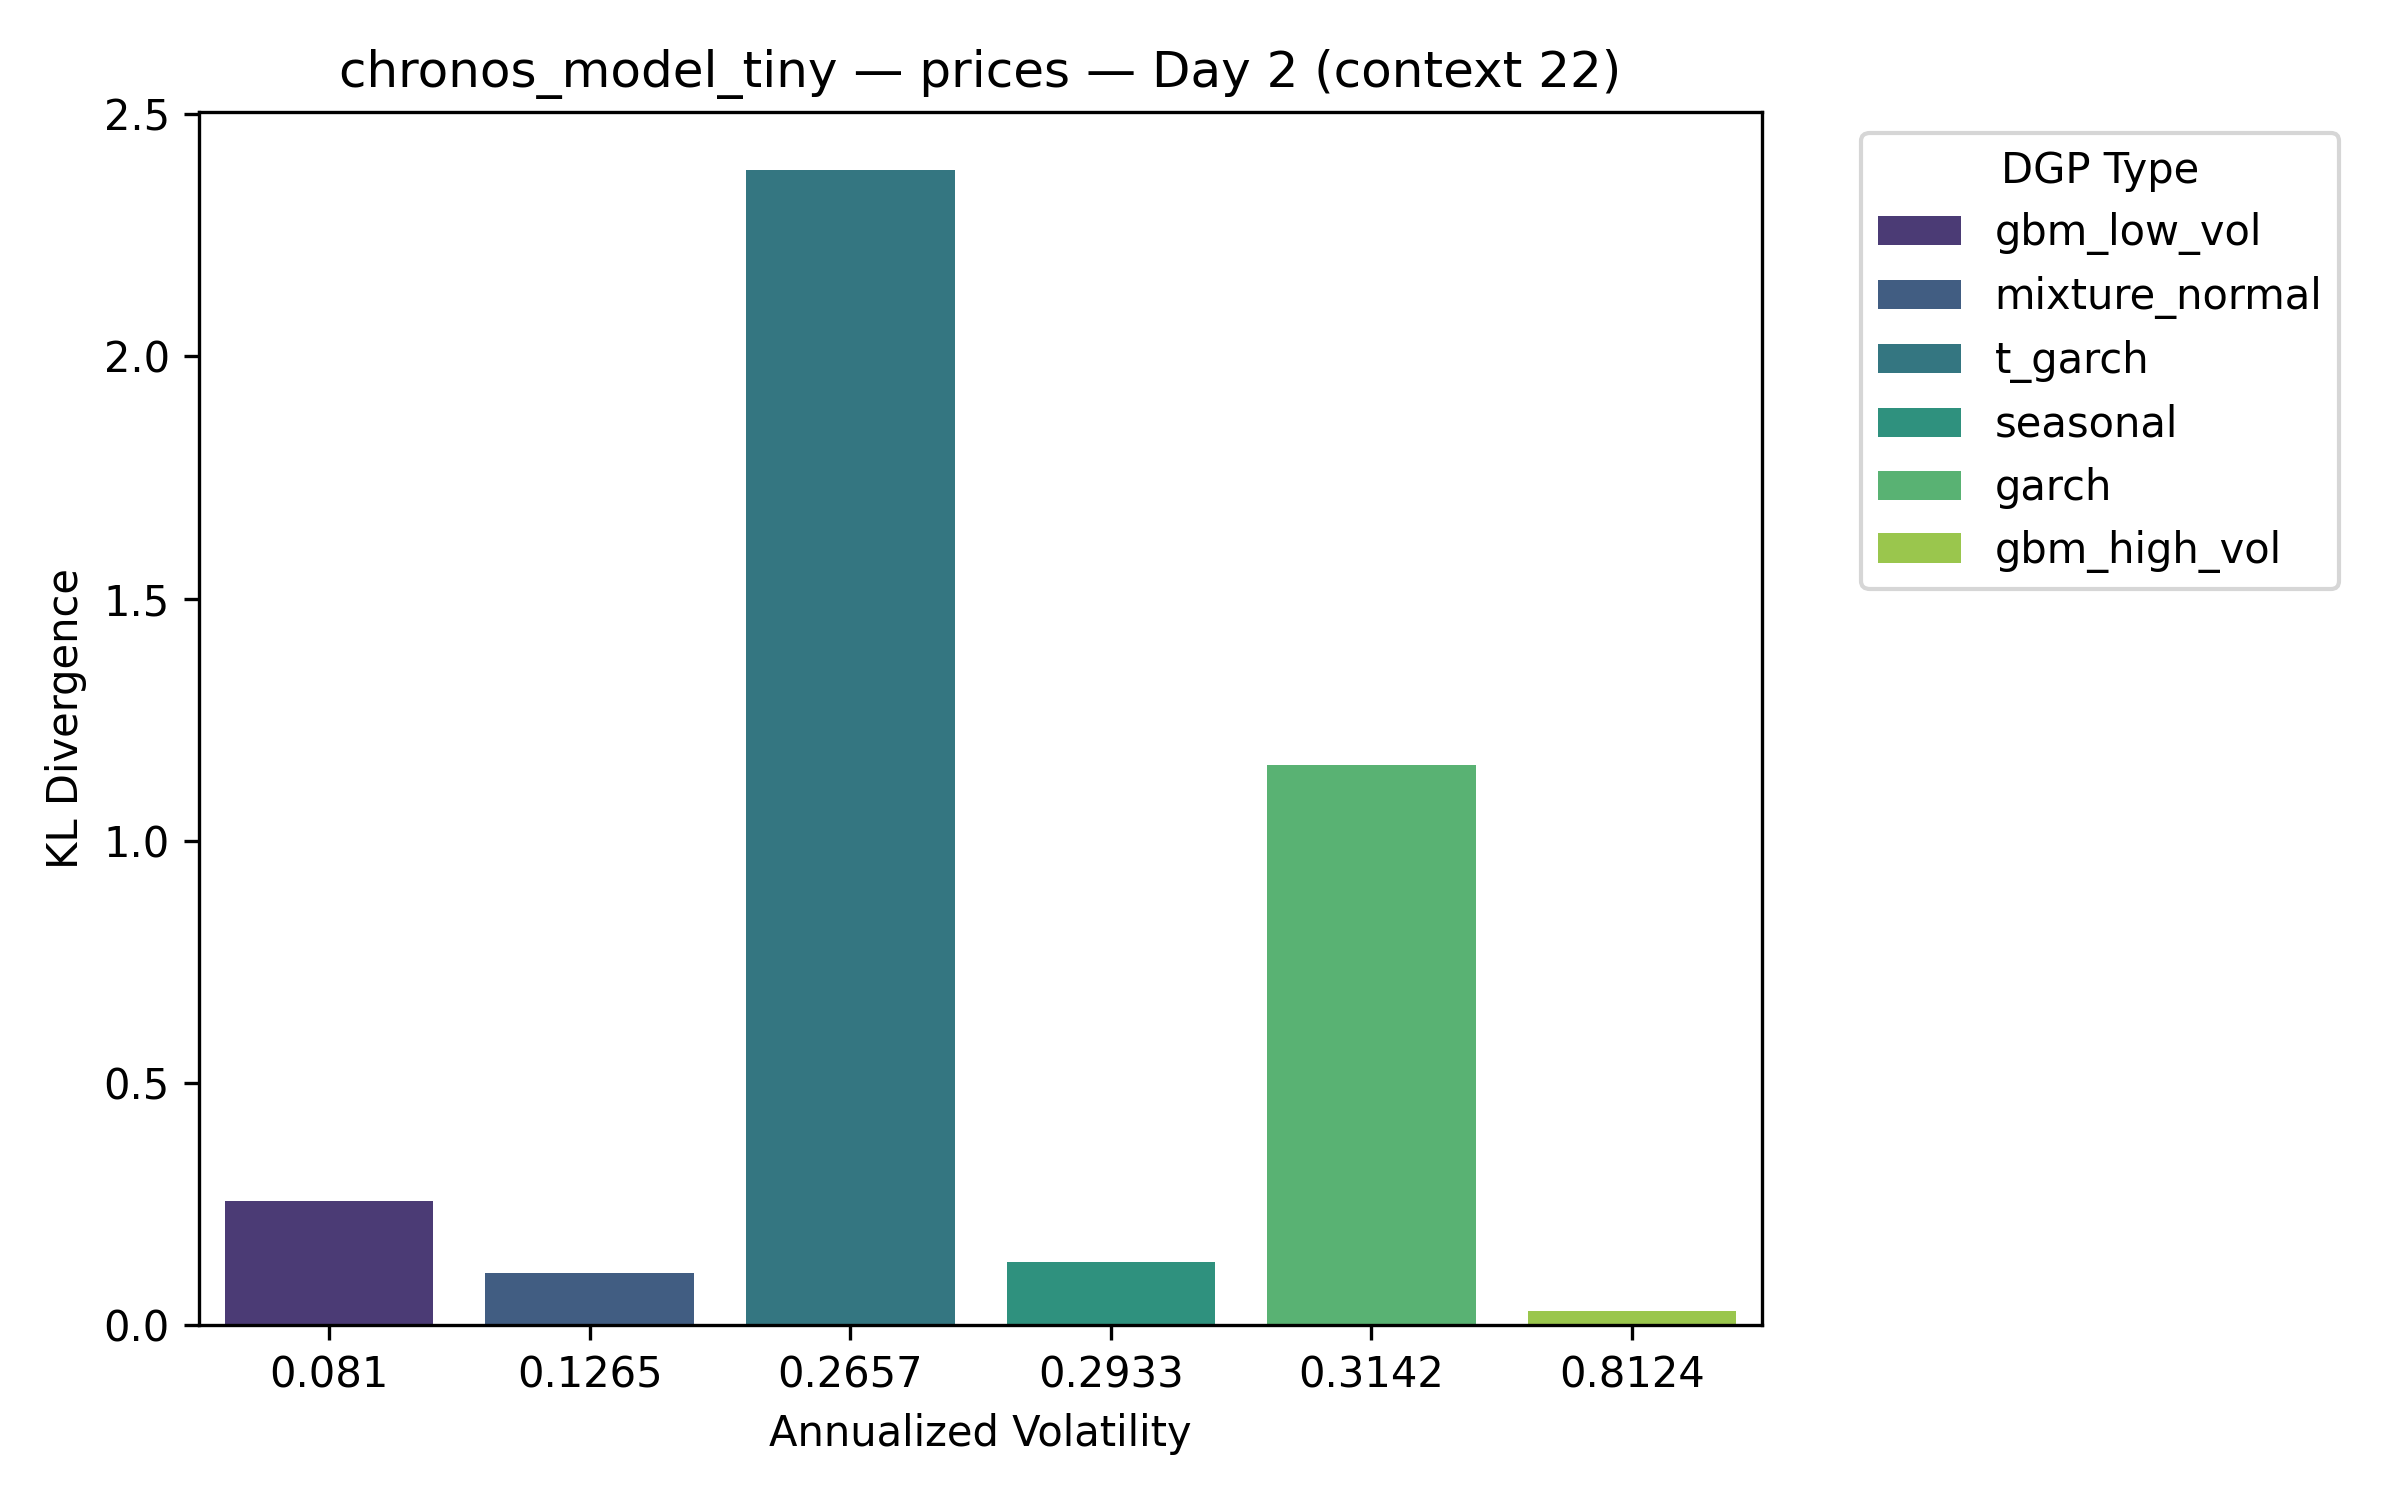 chronos_model_tiny — prices — Day 2 (context 22)
2.5
2.0
1.5
1.0
0.5
0.0
KL Divergence
0.081 0.1265 0.2657 0.2933 0.3142 0.8124
Annualized Volatility
DGP Type
gbm_low_vol
mixture_normal
t_garch
seasonal
garch
gbm_high_vol